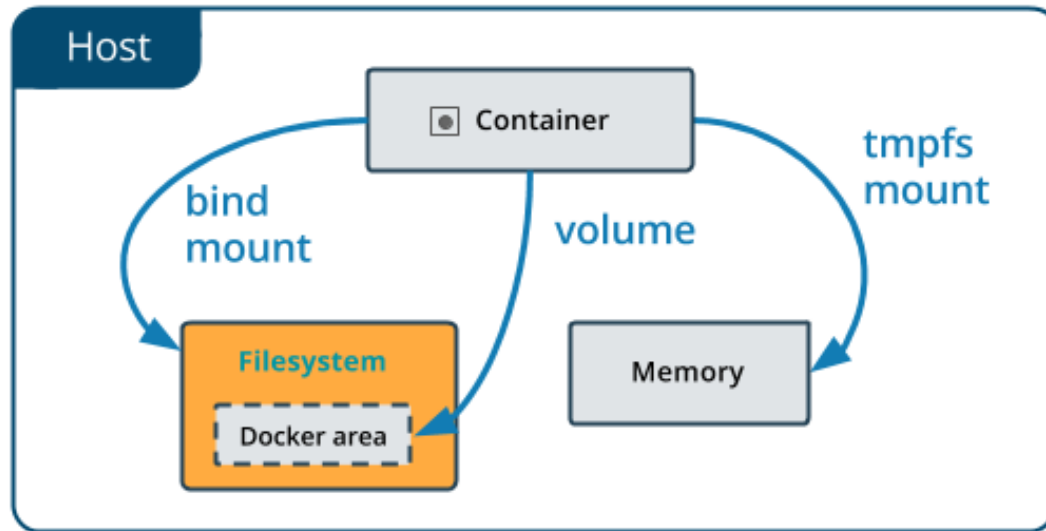 Host
Container
bind
mount
volume
tmpfs
mount
Filesystem
Docker area
Memory